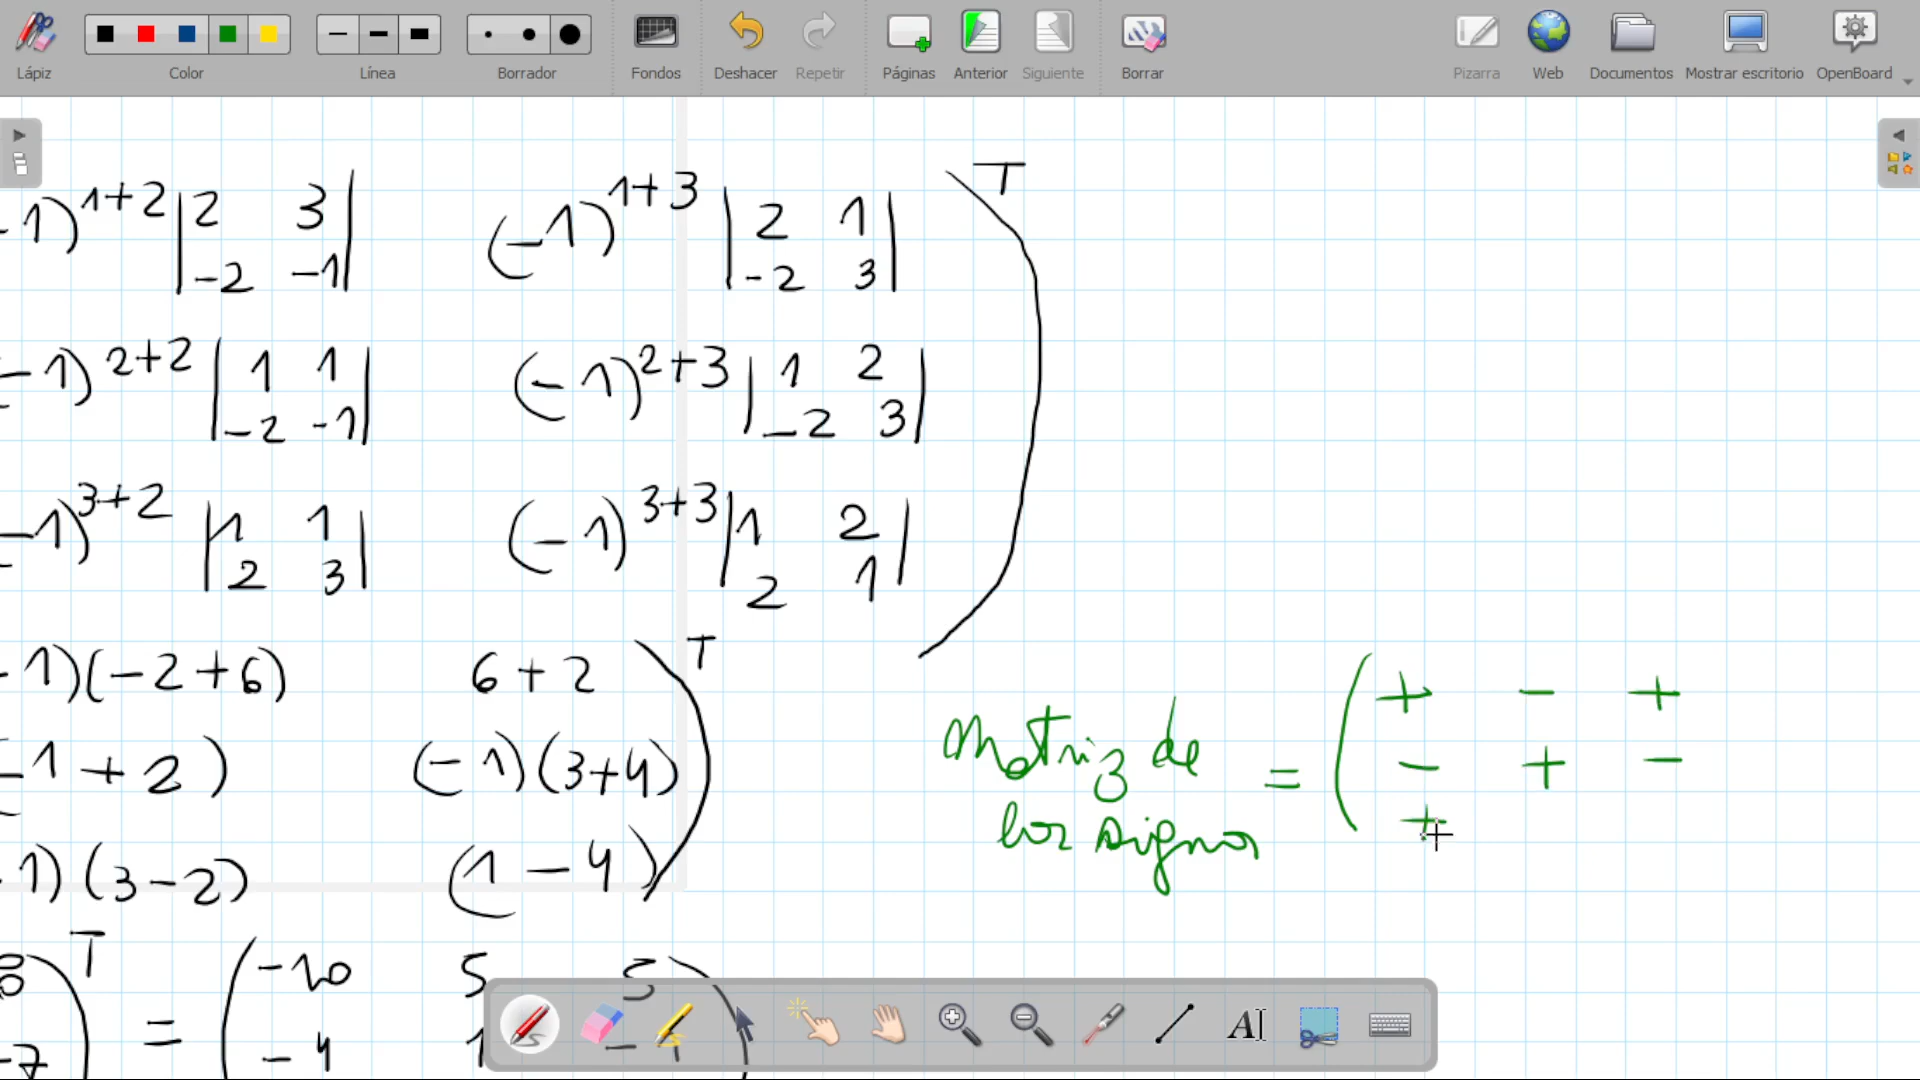 Lápiz Color Línea Borrador Fondos Deshacer Repetir Páginas Anterior Siguiente Borrar Pizarra Web Documentos Mostrar escritorio OpenBoard
-1)^1+2 |2 3| (-1)^1+3 |2 1| T
|-2 -1| |-2 3|
(-1)^2+2 |1 1| (-1)^2+3 |1 2|
|-2 -1| |-2 3|
-1)^3+2 |1 1| (-1)^3+3 |1 2|
|2 3| |2 1|
-1)(-2+6) 6+2 T
(-1+2) (-1)(3+4)
-1)(3-2) (1-4)
Matriz de
los signos = ( + - +
- + -
+
8 T = ( -10 5 5
-7 -4 1